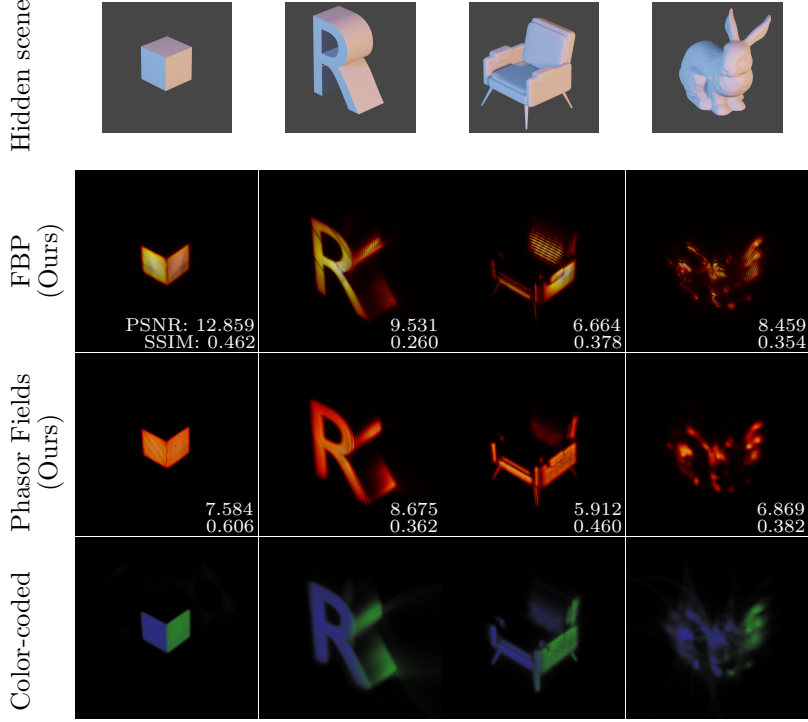 Hidden scene
FBP
(Ours)
PSNR: 12.859
SSIM: 0.462
9.531
0.260
6.664
0.378
8.459
0.354
Phasor Fields
(Ours)
7.584
0.606
8.675
0.362
5.912
0.460
6.869
0.382
Color-coded